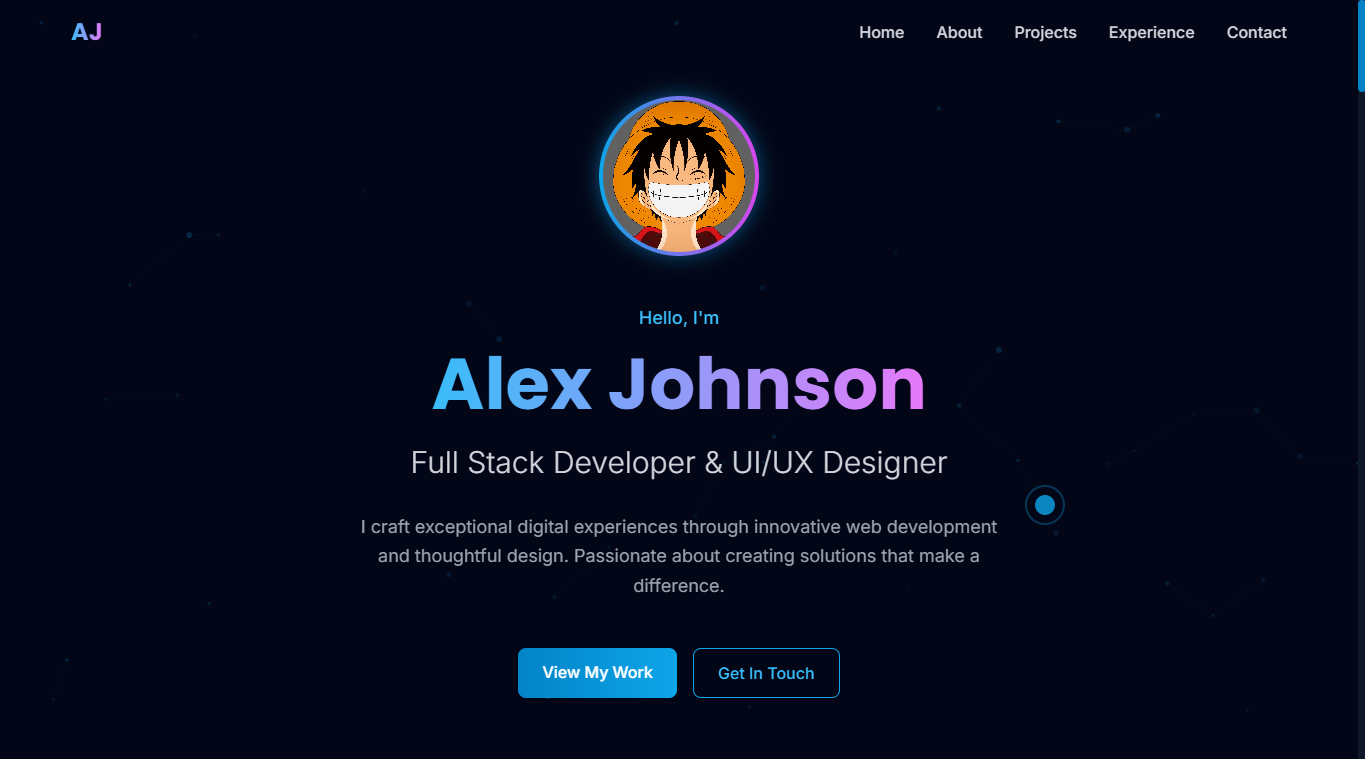 AJ
Home About Projects Experience Contact
Hello, I'm
Alex Johnson
Full Stack Developer & UI/UX Designer
I craft exceptional digital experiences through innovative web development
and thoughtful design. Passionate about creating solutions that make a
difference.
View My Work Get In Touch